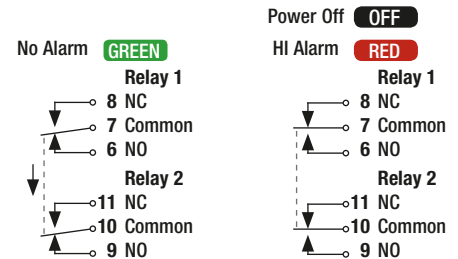 Power Off OFF
No Alarm GREEN
HI Alarm RED
Relay 1
8 NC
7 Common
6 NO
Relay 2
11 NC
10 Common
9 NO
Relay 1
8 NC
7 Common
6 NO
Relay 2
11 NC
10 Common
9 NO